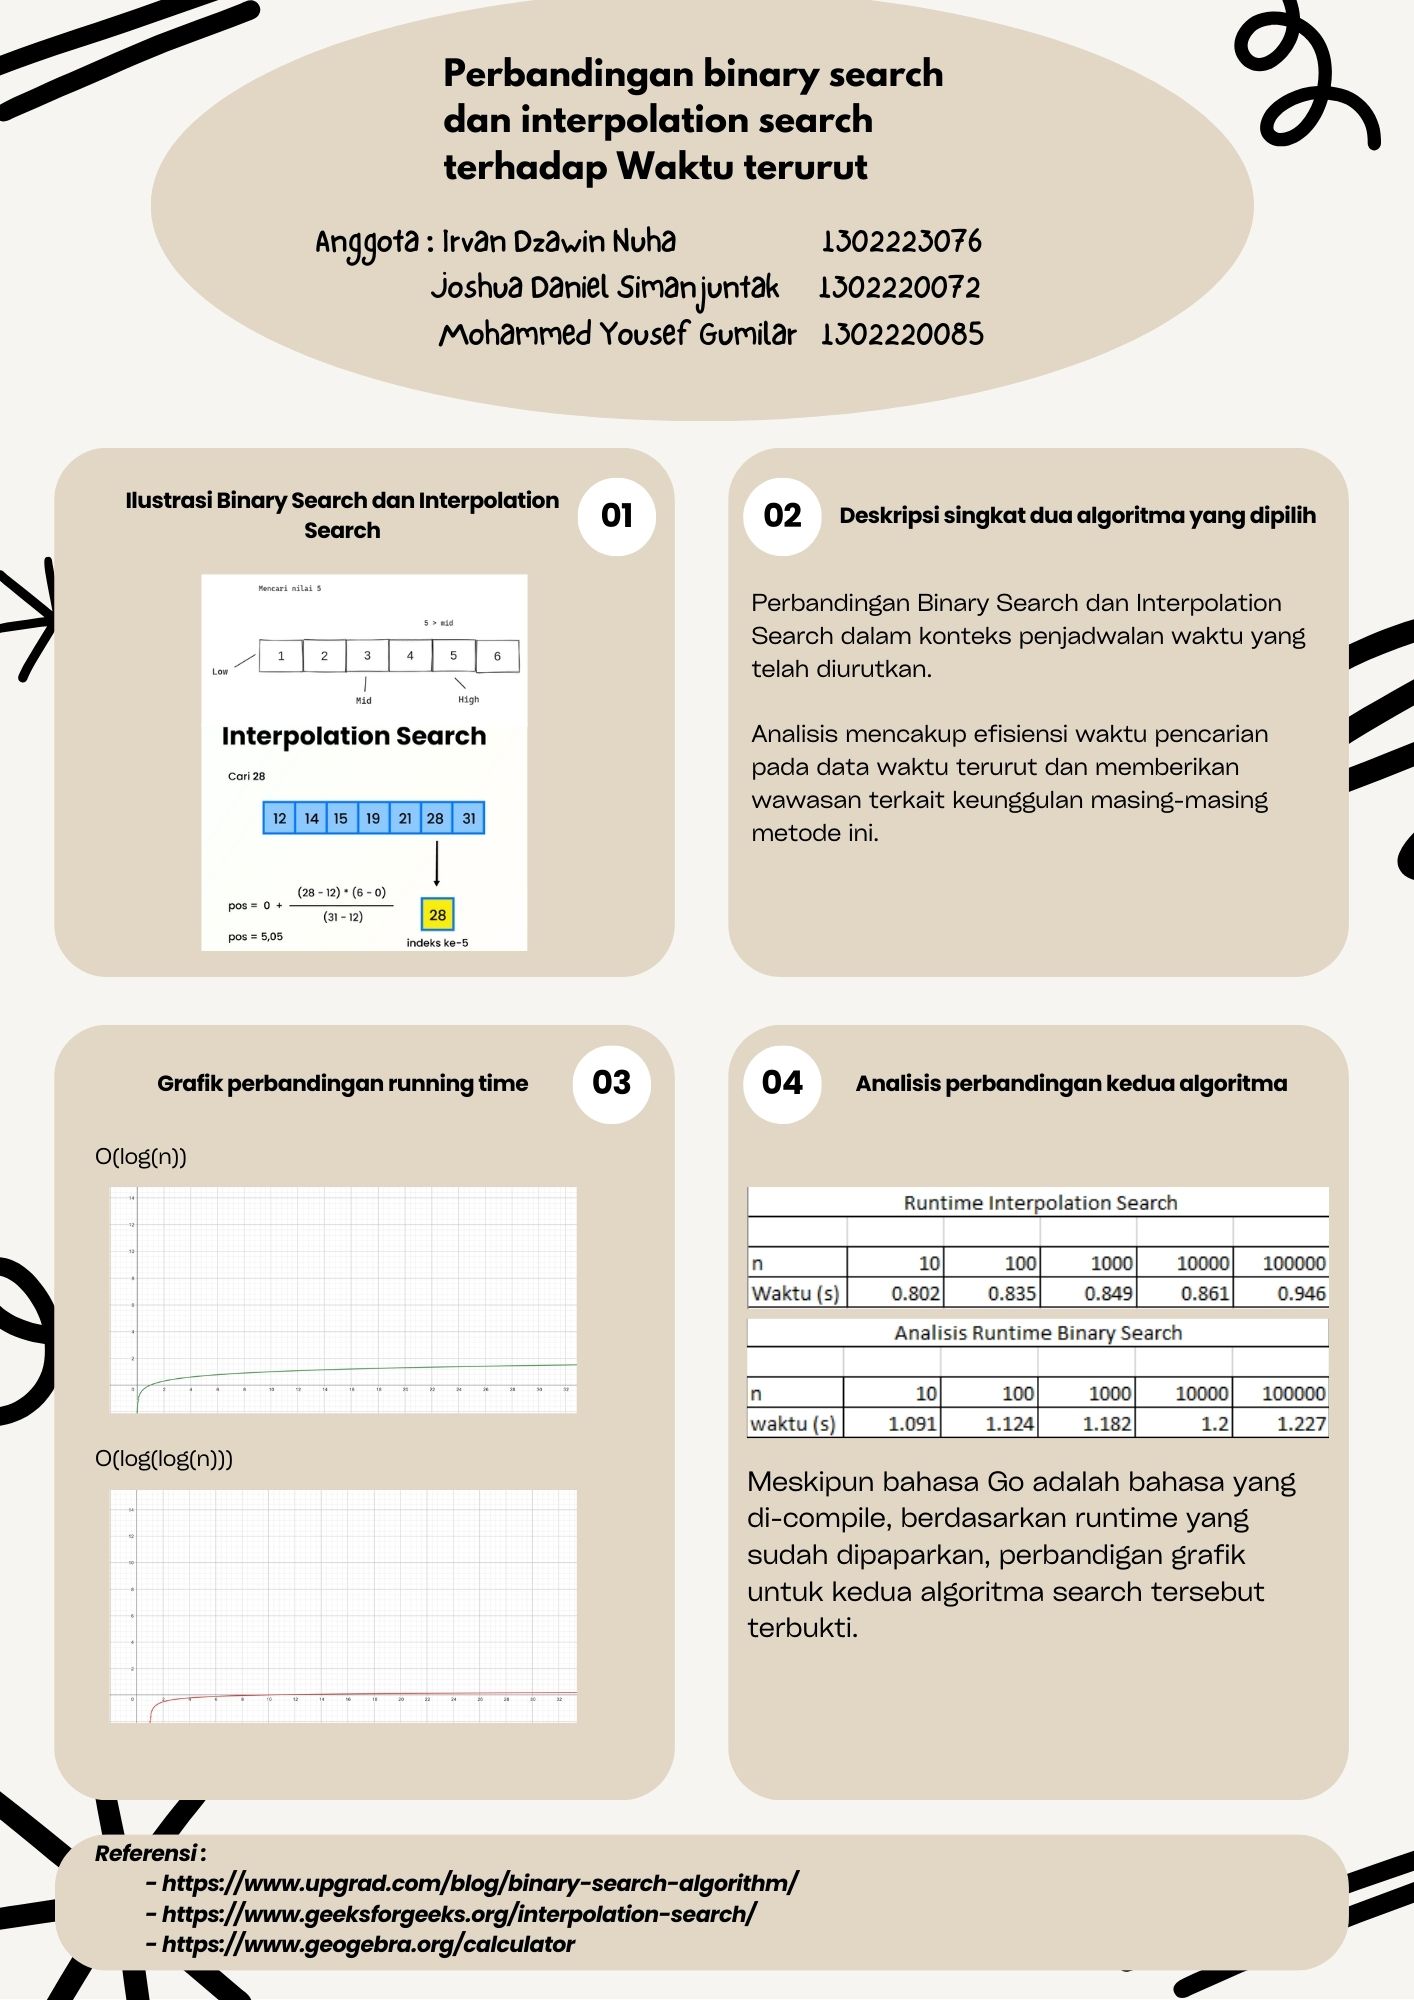 Perbandingan binary search
dan interpolation search
terhadap Waktu terurut
Anggota : Irvan Dzawin Nuha 1302223076
Joshua Daniel Simanjuntak 1302220072
Mohammed Yousef Gumilar 1302220085
Ilustrasi Binary Search dan Interpolation
Search
01
Mencari nilai 5
5 > mid
1 2 3 4 5 6
Low
Mid
High
Interpolation Search
Cari 28
12 14 15 19 21 28 31
(28 - 12) * (6 - 0)
pos = 0 +
(31 - 12)
28
pos = 5,05
indeks ke-5
02
Deskripsi singkat dua algoritma yang dipilih
Perbandingan Binary Search dan Interpolation
Search dalam konteks penjadwalan waktu yang
telah diurutkan.
Analisis mencakup efisiensi waktu pencarian
pada data waktu terurut dan memberikan
wawasan terkait keunggulan masing-masing
metode ini.
Grafik perbandingan running time
03
O(log(n))
14
12
10
8
6
4
2
0 2 4 6 8 10 12 14 16 18 20 22 24 26 28 30 32
O(log(log(n)))
14
12
10
8
6
4
2
0 2 4 6 8 10 12 14 16 18 20 22 24 26 28 30 32
04
Analisis perbandingan kedua algoritma
Runtime Interpolation Search
n 10 100 1000 10000 100000
Waktu (s) 0.802 0.835 0.849 0.861 0.946
Analisis Runtime Binary Search
n 10 100 1000 10000 100000
waktu (s) 1.091 1.124 1.182 1.2 1.227
Meskipun bahasa Go adalah bahasa yang
di-compile, berdasarkan runtime yang
sudah dipaparkan, perbandigan grafik
untuk kedua algoritma search tersebut
terbukti.
Referensi :
- https://www.upgrad.com/blog/binary-search-algorithm/
- https://www.geeksforgeeks.org/interpolation-search/
- https://www.geogebra.org/calculator